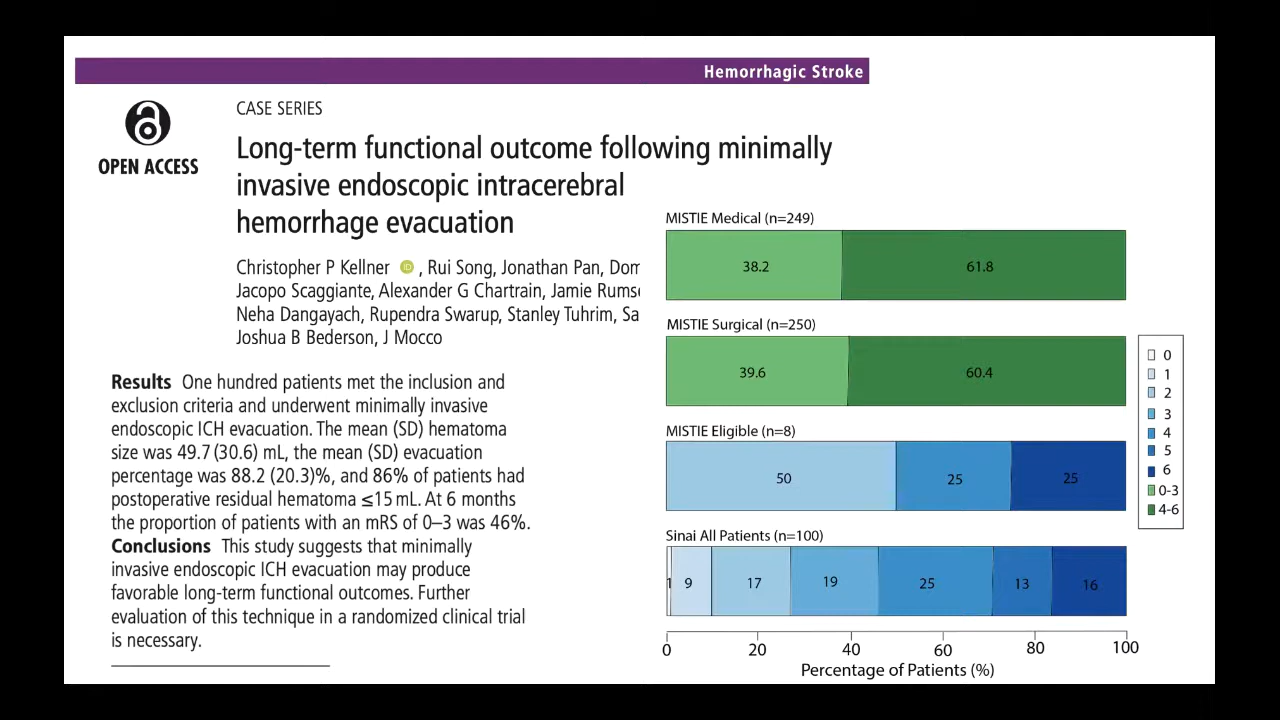 Hemorrhagic Stroke
OPEN ACCESS
CASE SERIES
Long-term functional outcome following minimally
invasive endoscopic intracerebral
hemorrhage evacuation
Christopher P Kellner iD , Rui Song, Jonathan Pan, Dom
Jacopo Scaggiante, Alexander G Chartrain, Jamie Rums
Neha Dangayach, Rupendra Swarup, Stanley Tuhrim, Sa
Joshua B Bederson, J Mocco
Results One hundred patients met the inclusion and
exclusion criteria and underwent minimally invasive
endoscopic ICH evacuation. The mean (SD) hematoma
size was 49.7 (30.6) mL, the mean (SD) evacuation
percentage was 88.2 (20.3)%, and 86% of patients had
postoperative residual hematoma ≤15 mL. At 6 months
the proportion of patients with an mRS of 0–3 was 46%.
Conclusions This study suggests that minimally
invasive endoscopic ICH evacuation may produce
favorable long-term functional outcomes. Further
evaluation of this technique in a randomized clinical trial
is necessary.
MISTIE Medical (n=249)
38.2 61.8
MISTIE Surgical (n=250)
39.6 60.4
MISTIE Eligible (n=8)
50 25 25
Sinai All Patients (n=100)
1 9 17 19 25 13 16
0 20 40 60 80 100
Percentage of Patients (%)
0
1
2
3
4
5
6
0-3
4-6